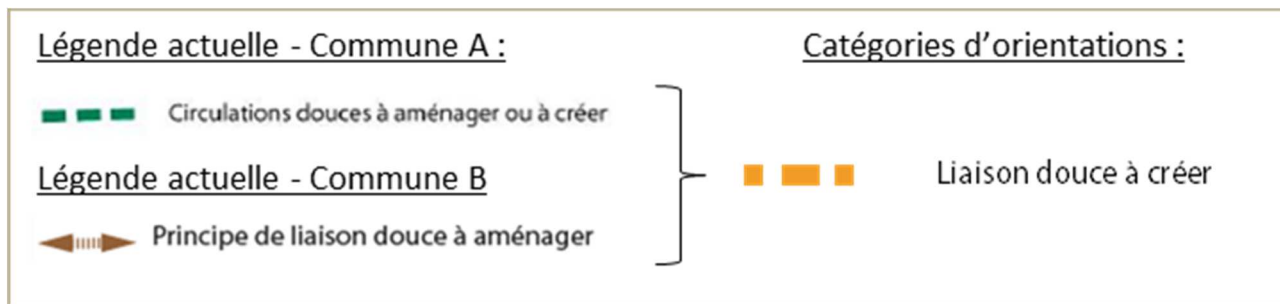 Légende actuelle - Commune A :
Circulations douces à aménager ou à créer
Légende actuelle - Commune B
Principe de liaison douce à aménager
Catégories d’orientations :
Liaison douce à créer